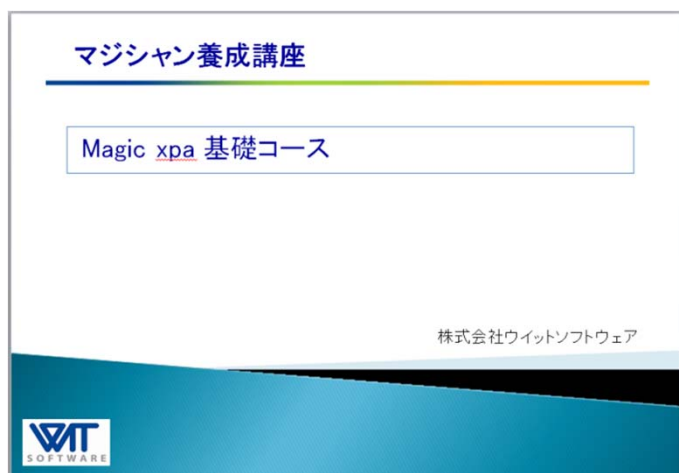 マジシャン養成講座
Magic xpa 基礎コース
株式会社ウイットソフトウェア
WIT
SOFTWARE